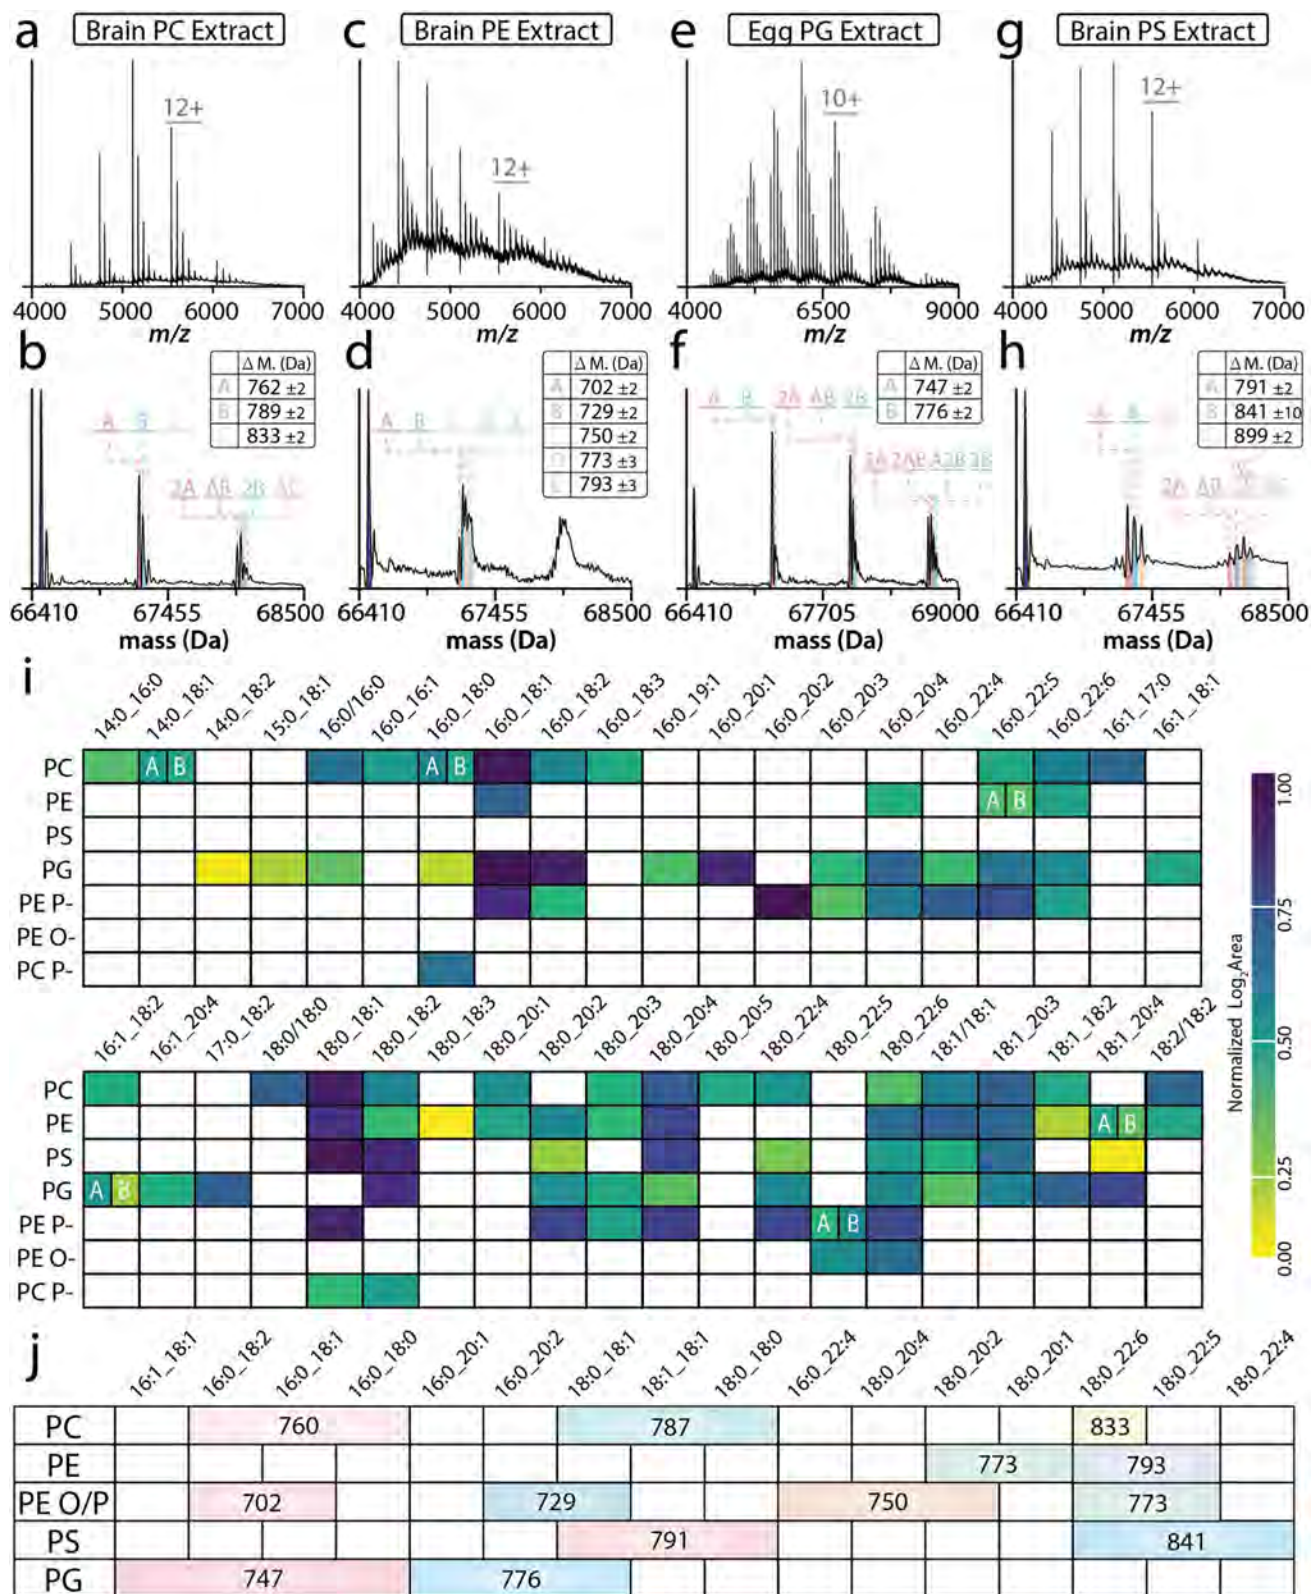 a Brain PC Extract c Brain PE Extract e Egg PG Extract g Brain PS Extract
12+ 12+ 10+ 12+
4000 5000 6000 7000 4000 5000 6000 7000 4000 6500 9000 4000 5000 6000 7000
m/z m/z m/z m/z
b d f h
Δ M. (Da)
A 762 ±2
B 789 ±2
833 ±2
A B
2A AB 2B AC
Δ M. (Da)
A 702 ±2
B 729 ±2
750 ±2
D 773 ±3
E 793 ±3
A B
Δ M. (Da)
A 747 ±2
B 776 ±2
A B 2A AB 2B
3A 2AB A2B 3B
Δ M. (Da)
A 791 ±2
B 841 ±10
899 ±2
A B
2A AB
66410 67455 68500 66410 67455 68500 66410 67705 69000 66410 67455 68500
mass (Da) mass (Da) mass (Da) mass (Da)
i
14:0_16:0 14:0_18:1 14:0_18:2 15:0_18:1 16:0/16:0 16:0_16:1 16:0_18:0 16:0_18:1 16:0_18:2 16:0_18:3 16:0_19:1 16:0_20:1 16:0_20:2 16:0_20:3 16:0_20:4 16:0_22:4 16:0_22:5 16:0_22:6 16:1_17:0 16:1_18:1
PC A B A B
PE A B
PS
PG
PE P-
PE O-
PC P-
16:1_18:2 16:1_20:4 17:0_18:2 18:0/18:0 18:0_18:1 18:0_18:2 18:0_18:3 18:0_20:1 18:0_20:2 18:0_20:3 18:0_20:4 18:0_20:5 18:0_22:4 18:0_22:5 18:0_22:6 18:1/18:1 18:1_20:3 18:1_18:2 18:1_20:4 18:2/18:2
PC
PE A B
PS
PG A B
PE P- A B
PE O-
PC P-
1.00
0.75
0.50
0.25
0.00
Normalized Log2Area
j
16:1_18:1 16:0_18:2 16:0_18:1 16:0_18:0 16:0_20:1 16:0_20:2 18:0_18:1 18:1_18:1 18:0_18:0 16:0_22:4 18:0_20:4 18:0_20:2 18:0_20:1 18:0_22:6 18:0_22:5 18:0_22:4
PC 760 787 833
PE 773 793
PE O/P 702 729 750 773
PS 791 841
PG 747 776